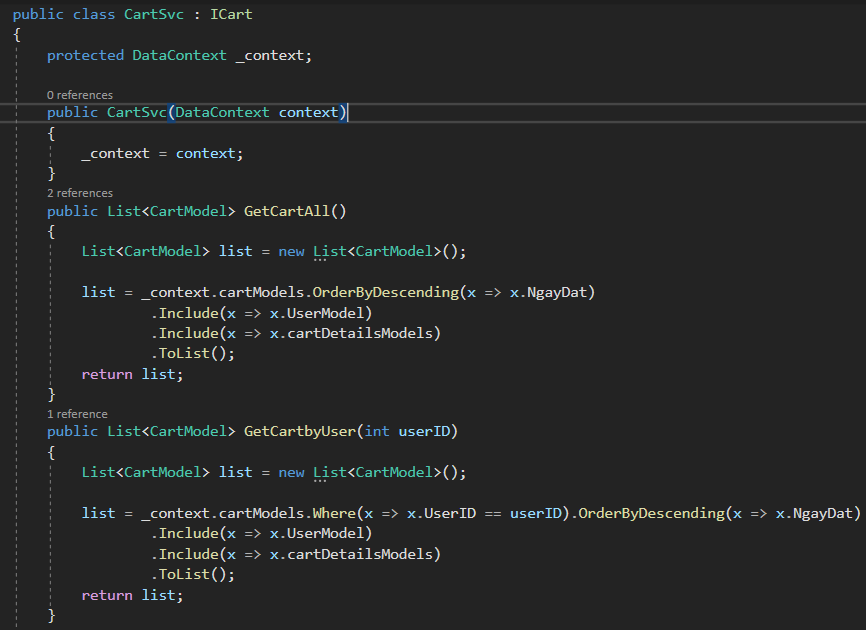 public class CartSvc : ICart
{
protected DataContext _context;
0 references
public CartSvc(DataContext context)
{
_context = context;
}
2 references
public List<CartModel> GetCartAll()
{
List<CartModel> list = new List<CartModel>();
list = _context.cartModels.OrderByDescending(x => x.NgayDat)
.Include(x => x.UserModel)
.Include(x => x.cartDetailsModels)
.ToList();
return list;
}
1 reference
public List<CartModel> GetCartbyUser(int userID)
{
List<CartModel> list = new List<CartModel>();
list = _context.cartModels.Where(x => x.UserID == userID).OrderByDescending(x => x.NgayDat)
.Include(x => x.UserModel)
.Include(x => x.cartDetailsModels)
.ToList();
return list;
}